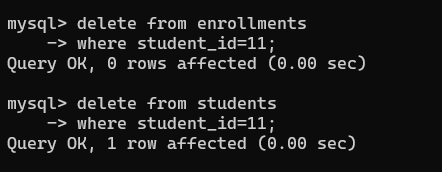 mysql> delete from enrollments
    -> where student_id=11;
Query OK, 0 rows affected (0.00 sec)
mysql> delete from students
    -> where student_id=11;
Query OK, 1 row affected (0.00 sec)